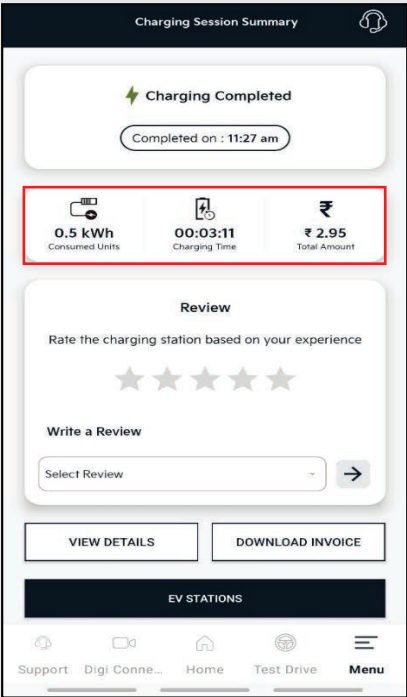 Charging Session Summary
Charging Completed
Completed on : 11:27 am
0.5 kWh
Consumed Units
00:03:11
Charging Time
₹
₹ 2.95
Total Amount
Review
Rate the charging station based on your experience
Write a Review
Select Review
VIEW DETAILS
DOWNLOAD INVOICE
EV STATIONS
Support
Digi Conne...
Home
Test Drive
Menu